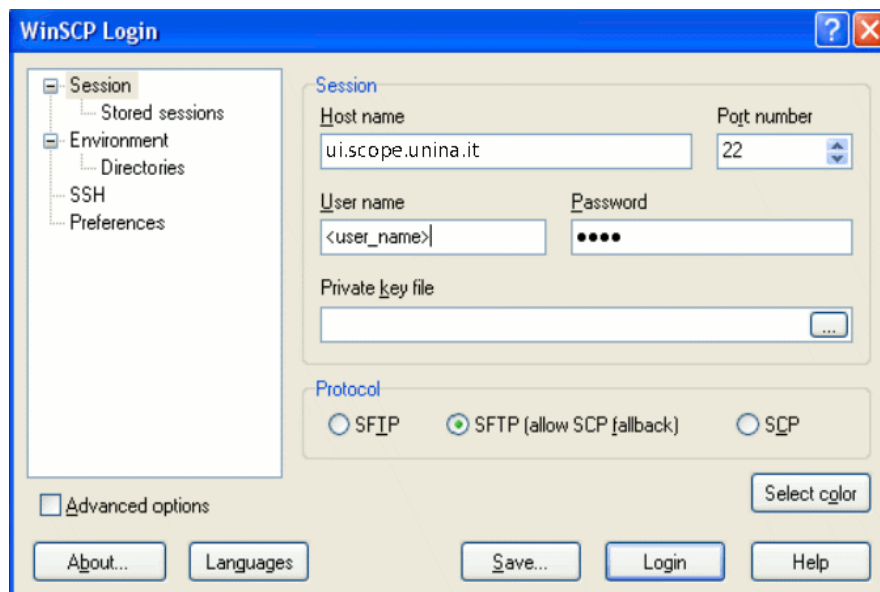 WinSCP Login
Session
Stored sessions
Environment
Directories
SSH
Preferences
Session
Host name
Port number
ui.scope.unina.it
22
User name
Password
<user_name>
••••
Private key file
...
Protocol
SFTP
SFTP (allow SCP fallback)
SCP
Select color
Advanced options
About...
Languages
Save...
Login
Help